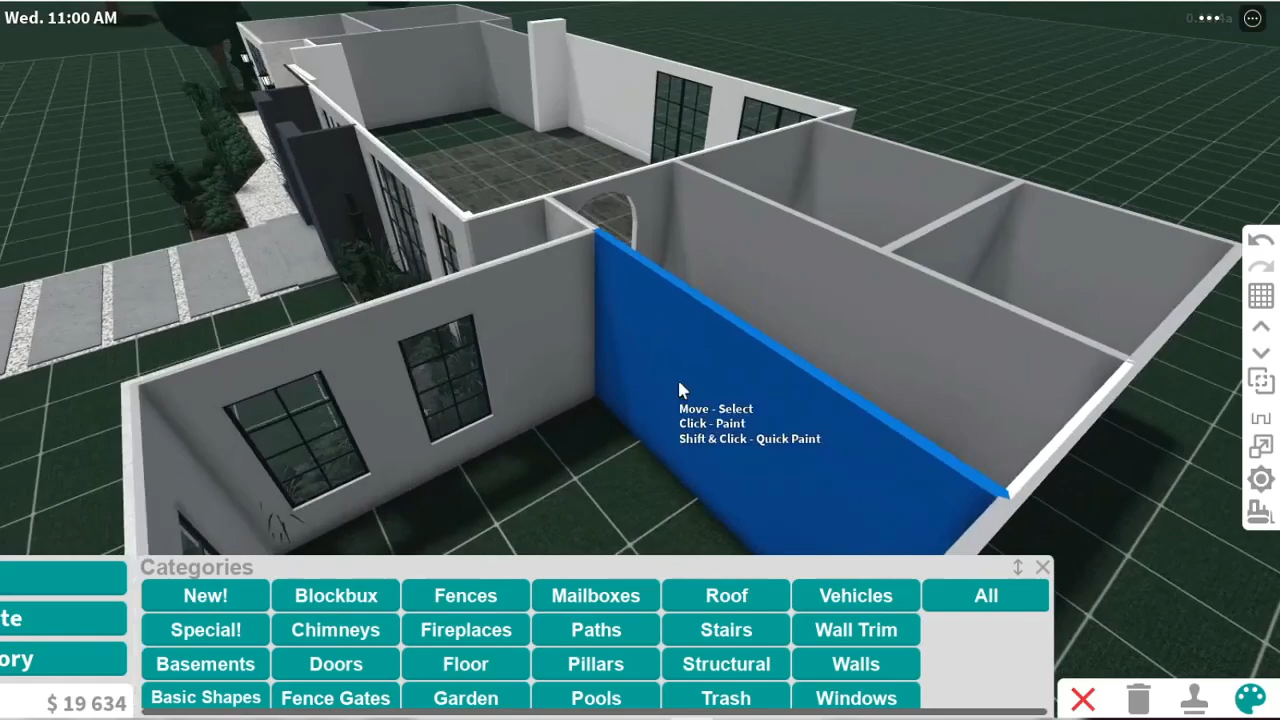 Wed. 11:00 AM
Move - Select
Click - Paint
Shift & Click - Quick Paint
Categories
New! Blockbux Fences Mailboxes Roof Vehicles All
te
Special! Chimneys Fireplaces Paths Stairs Wall Trim
ory
Basements Doors Floor Pillars Structural Walls
$ 19 634
Basic Shapes Fence Gates Garden Pools Trash Windows